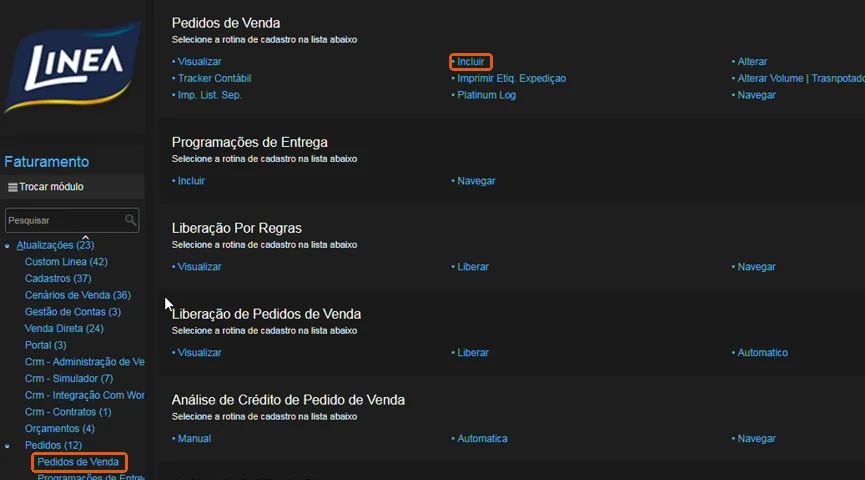 LINEA
Faturamento
Trocar módulo
Pesquisar
Atualizações (23)
Custom Linea (42)
Cadastros (37)
Cenários de Venda (36)
Gestão de Contas (3)
Venda Direta (24)
Portal (3)
Crm - Administração de Ve
Crm - Simulador (7)
Crm - Integração Com Wor
Crm - Contratos (1)
Orçamentos (4)
Pedidos (12)
Pedidos de Venda
Programações de Entre
Pedidos de Venda
Selecione a rotina de cadastro na lista abaixo
• Visualizar • Incluir • Alterar
• Tracker Contábil • Imprimir Etiq. Expediçao • Alterar Volume | Trasnpotado
• Imp. List. Sep. • Platinum Log • Navegar
Programações de Entrega
Selecione a rotina de cadastro na lista abaixo
• Incluir • Navegar
Liberação Por Regras
Selecione a rotina de cadastro na lista abaixo
• Visualizar • Liberar • Navegar
Liberação de Pedidos de Venda
Selecione a rotina de cadastro na lista abaixo
• Visualizar • Liberar • Automatico
Análise de Crédito de Pedido de Venda
Selecione a rotina de cadastro na lista abaixo
• Manual • Automatica • Navegar